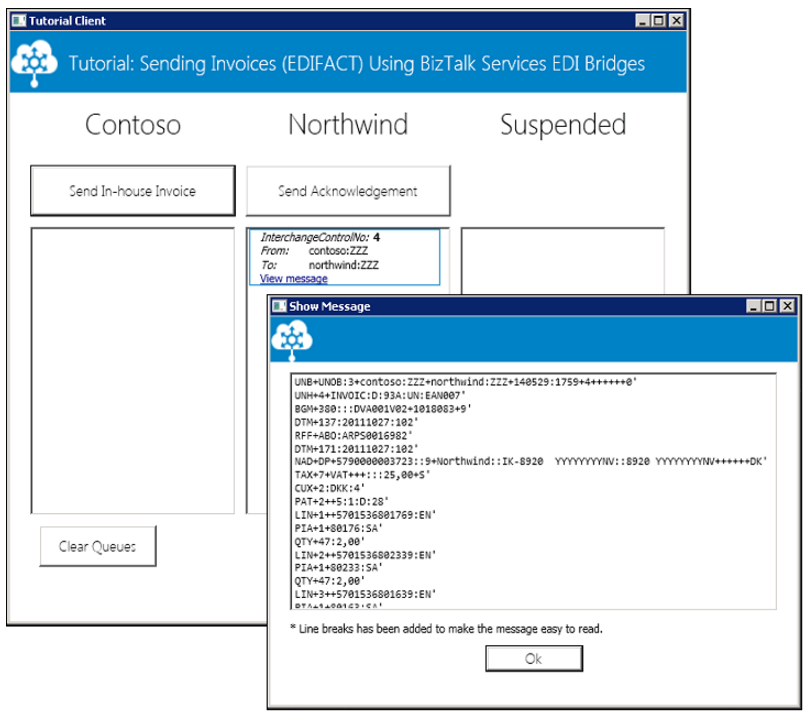 Tutorial Client
Tutorial: Sending Invoices (EDIFACT) Using BizTalk Services EDI Bridges
Contoso
Northwind
Suspended
Send In-house Invoice
Send Acknowledgement
InterchangeControlNo: 4
From: contoso:ZZZ
To: northwind:ZZZ
View message
Clear Queues
Show Message
UNB+UNOB:3+contoso:ZZZ+northwind:ZZZ+140529:1759+4++++++0'
UNH+4+INVOIC:D:93A:UN:EAN007'
BGM+380:::DVA001V02+1018083+9'
DTM+137:20111027:102'
RFF+ABO:ARPS0016982'
DTM+171:20111027:102'
NAD+DP+5790000003723::9+Northwind::IK-8920  YYYYYYYYNV::8920 YYYYYYYYNV++++++DK'
TAX+7+VAT+++:::25,00+S'
CUX+2:DKK:4'
PAT+2++5:1:D:28'
LIN+1++5701536801769:EN'
PIA+1+80176:SA'
QTY+47:2,00'
LIN+2++5701536802339:EN'
PIA+1+80233:SA'
QTY+47:2,00'
LIN+3++5701536801639:EN'
PIA+1+80163:SA'
* Line breaks has been added to make the message easy to read.
Ok